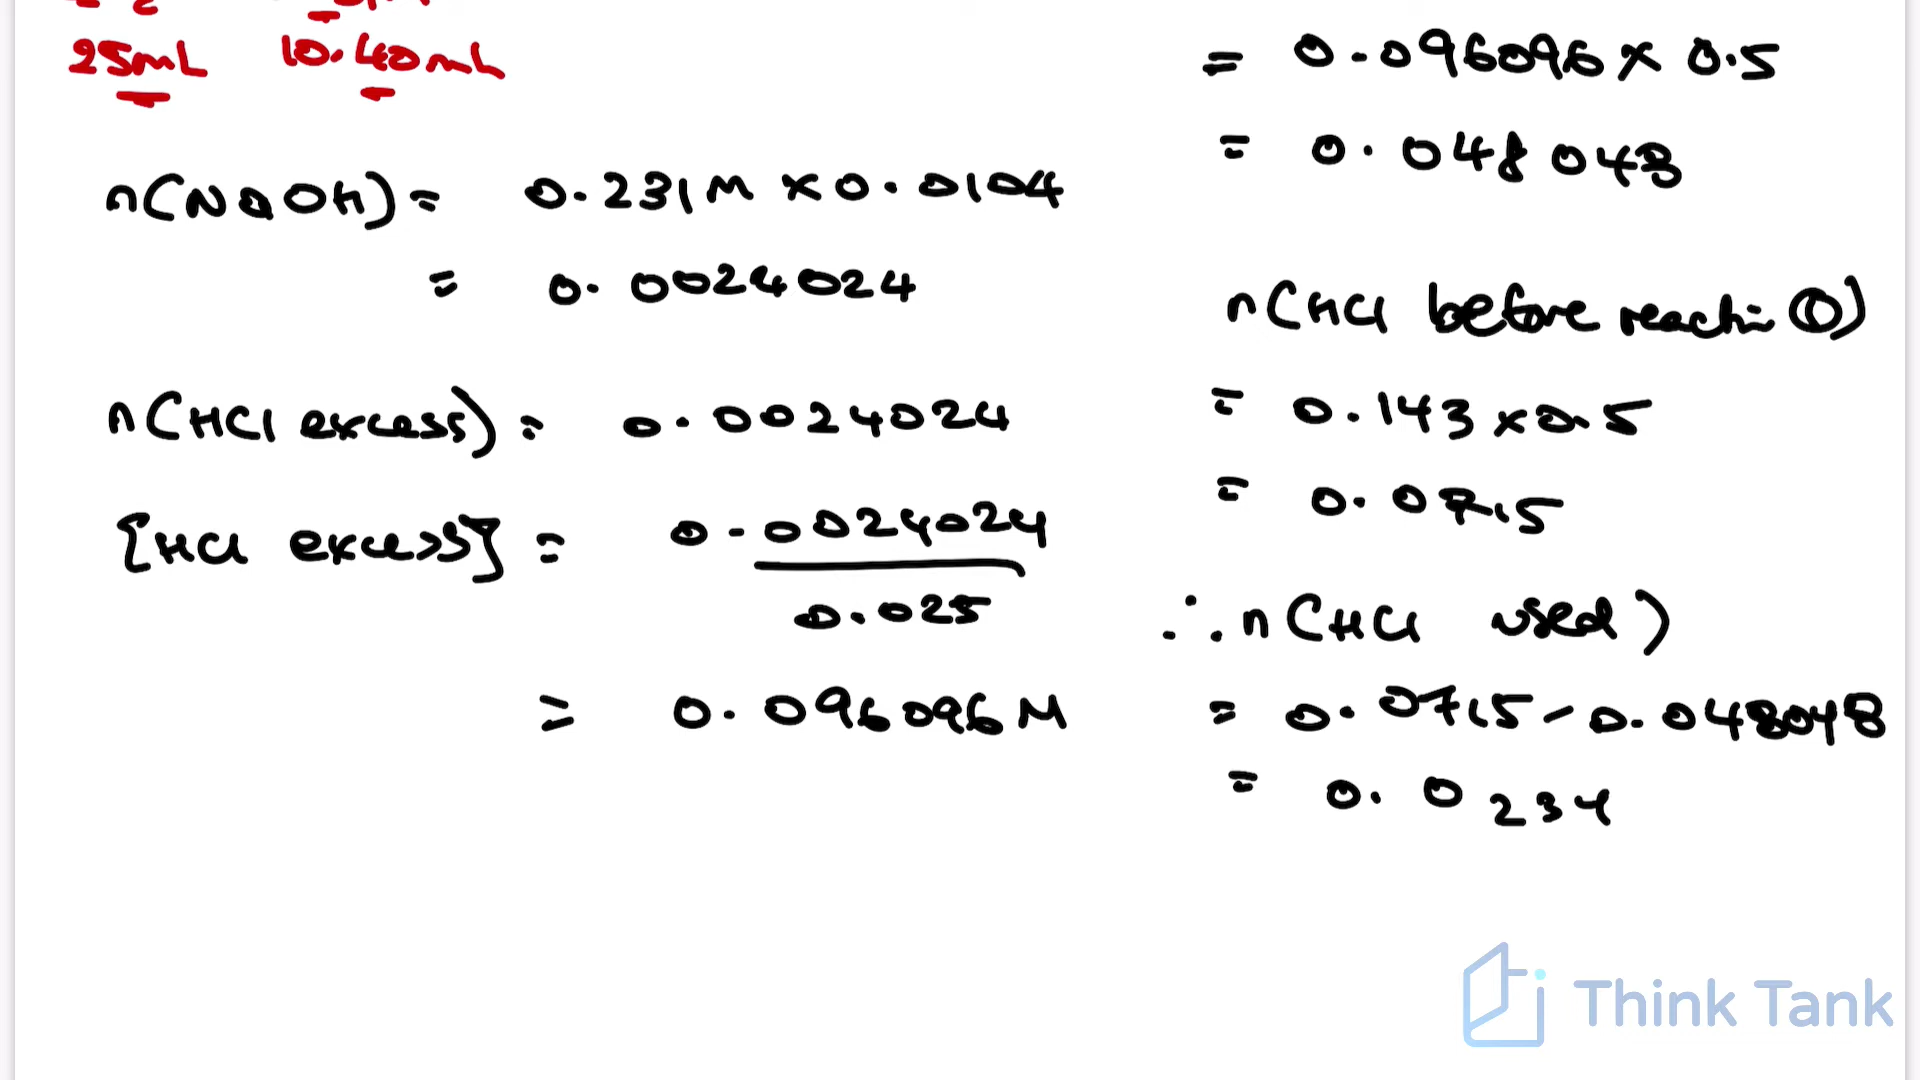 25mL 10.40mL
n(NaOH) = 0.231M × 0.0104
= 0.0024024
n(HCl excess) = 0.0024024
[HCl excess] = 0.0024024
0.025
= 0.096096M
= 0.096096 × 0.5
= 0.048048
n(HCl before reactin ①)
= 0.143 × 0.5
= 0.0715
∴ n(HCl used)
= 0.0715 - 0.048048
= 0.0234
Think Tank